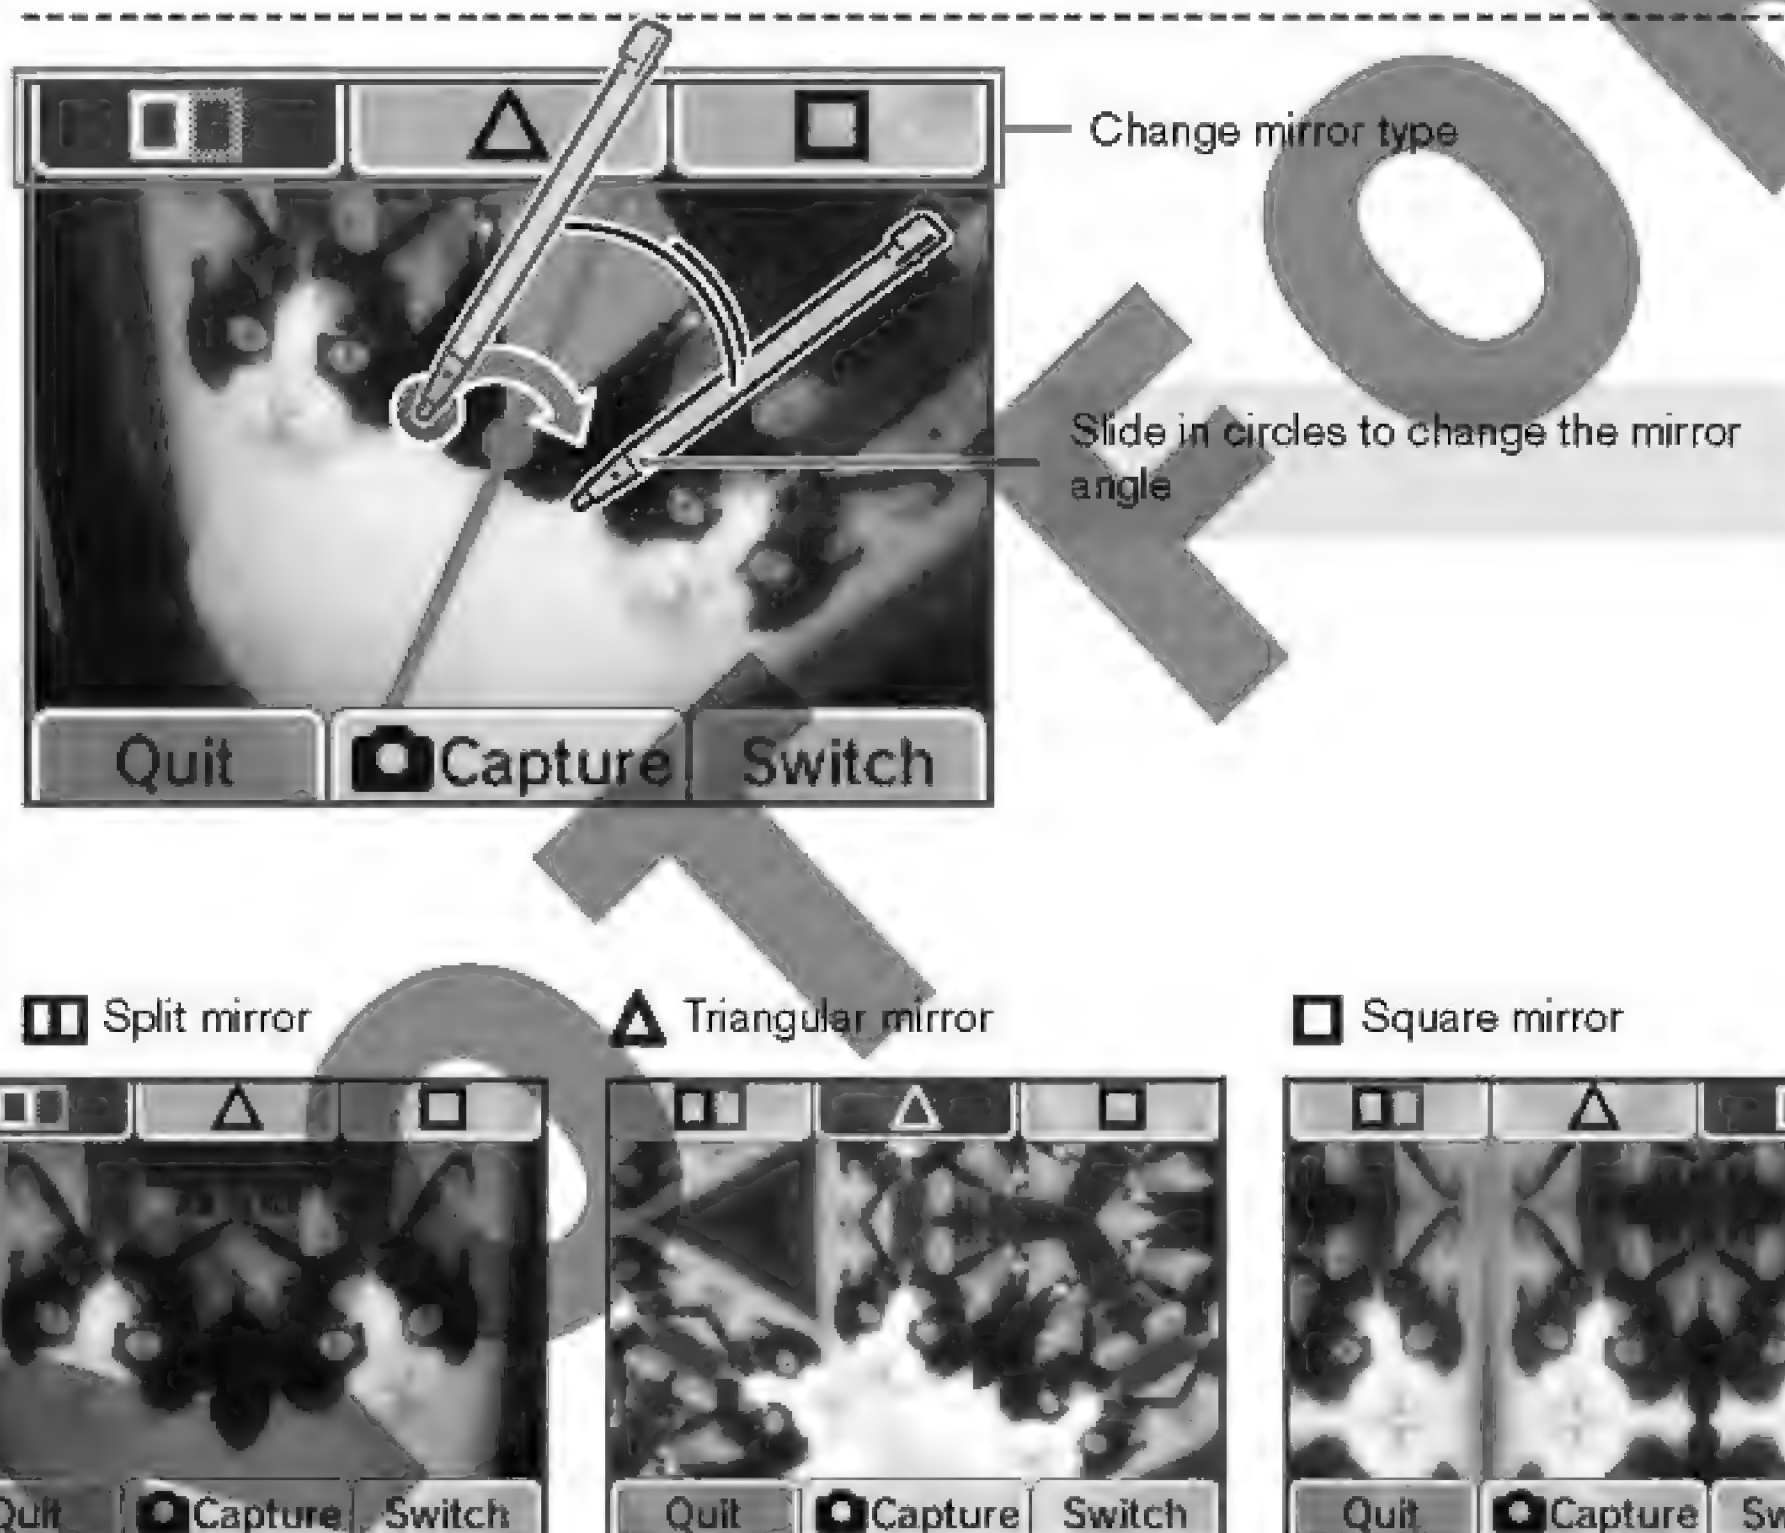 Change mirror type
Slide in circles to change the mirror
angle
Quit Capture Switch
Split mirror Triangular mirror Square mirror
Quit Capture Switch Quit Capture Switch Quit Capture Sw